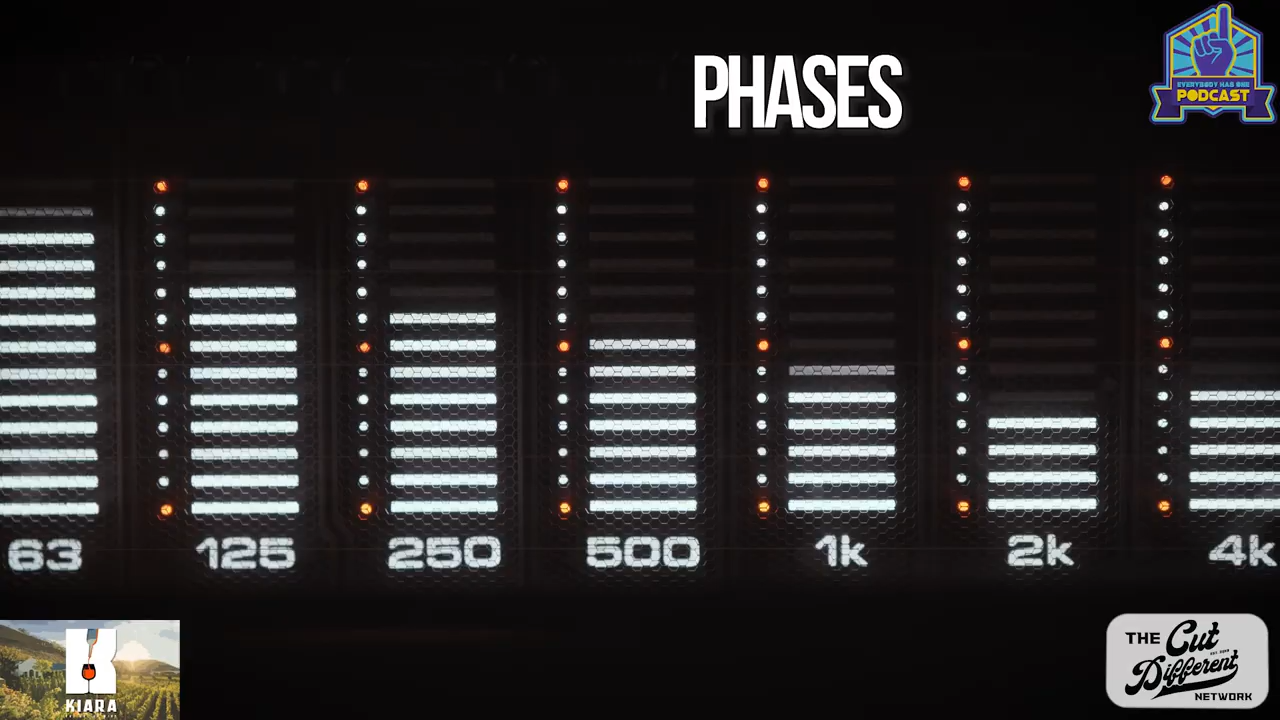 PHASES
EVERYBODY HAS ONE
PODCAST
63 125 250 500 1k 2k 4k
KIARA
THE Cut
Different
NETWORK